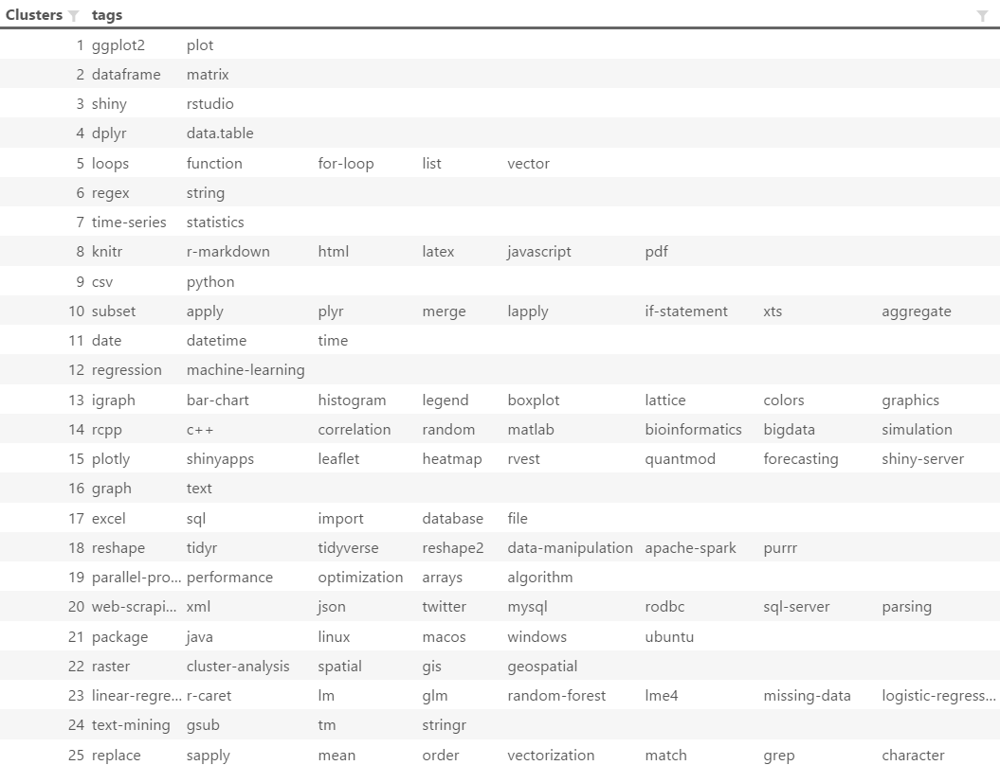 Clusters tags
1 ggplot2 plot
2 dataframe matrix
3 shiny rstudio
4 dplyr data.table
5 loops function for-loop list vector
6 regex string
7 time-series statistics
8 knitr r-markdown html latex javascript pdf
9 csv python
10 subset apply plyr merge lapply if-statement xts aggregate
11 date datetime time
12 regression machine-learning
13 igraph bar-chart histogram legend boxplot lattice colors graphics
14 rcpp c++ correlation random matlab bioinformatics bigdata simulation
15 plotly shinyapps leaflet heatmap rvest quantmod forecasting shiny-server
16 graph text
17 excel sql import database file
18 reshape tidyr tidyverse reshape2 data-manipulation apache-spark purrr
19 parallel-pro... performance optimization arrays algorithm
20 web-scrapi... xml json twitter mysql rodbc sql-server parsing
21 package java linux macos windows ubuntu
22 raster cluster-analysis spatial gis geospatial
23 linear-regre... r-caret lm glm random-forest lme4 missing-data logistic-regress...
24 text-mining gsub tm stringr
25 replace sapply mean order vectorization match grep character